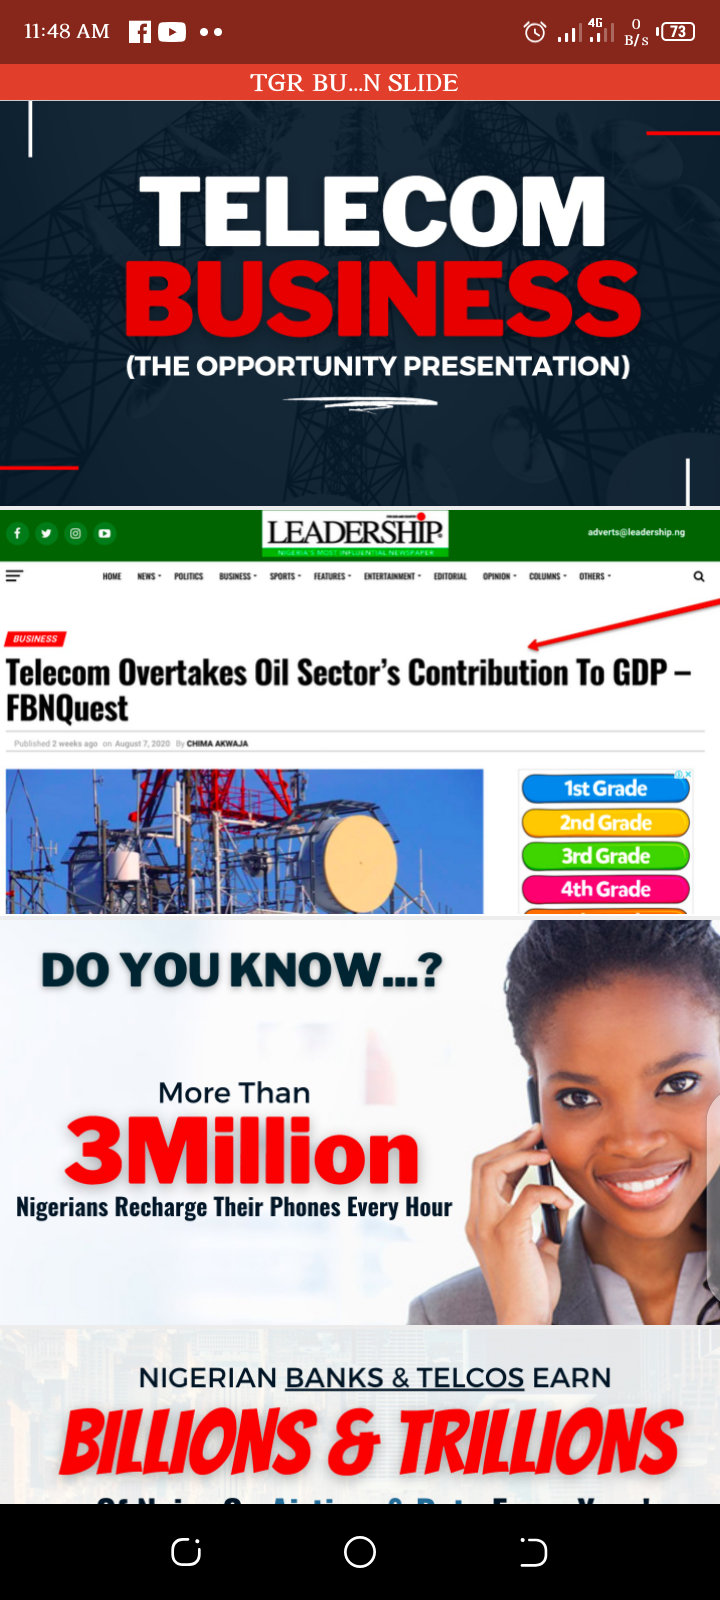 11:48 AM
4G
0
B/s
73
TGR BU...N SLIDE
TELECOM
BUSINESS
(THE OPPORTUNITY PRESENTATION)
LEADERSHIP
NIGERIA'S MOST INFLUENTIAL NEWSPAPER
adverts@leadership.ng
HOME NEWS POLITICS BUSINESS SPORTS FEATURES ENTERTAINMENT EDITORIAL OPINION COLUMNS OTHERS
BUSINESS
Telecom Overtakes Oil Sector's Contribution To GDP –
FBNQuest
Published 2 weeks ago on August 7, 2020 By CHIMA AKWAJA
1st Grade
2nd Grade
3rd Grade
4th Grade
DO YOU KNOW...?
More Than
3Million
Nigerians Recharge Their Phones Every Hour
NIGERIAN BANKS & TELCOS EARN
BILLIONS & TRILLIONS